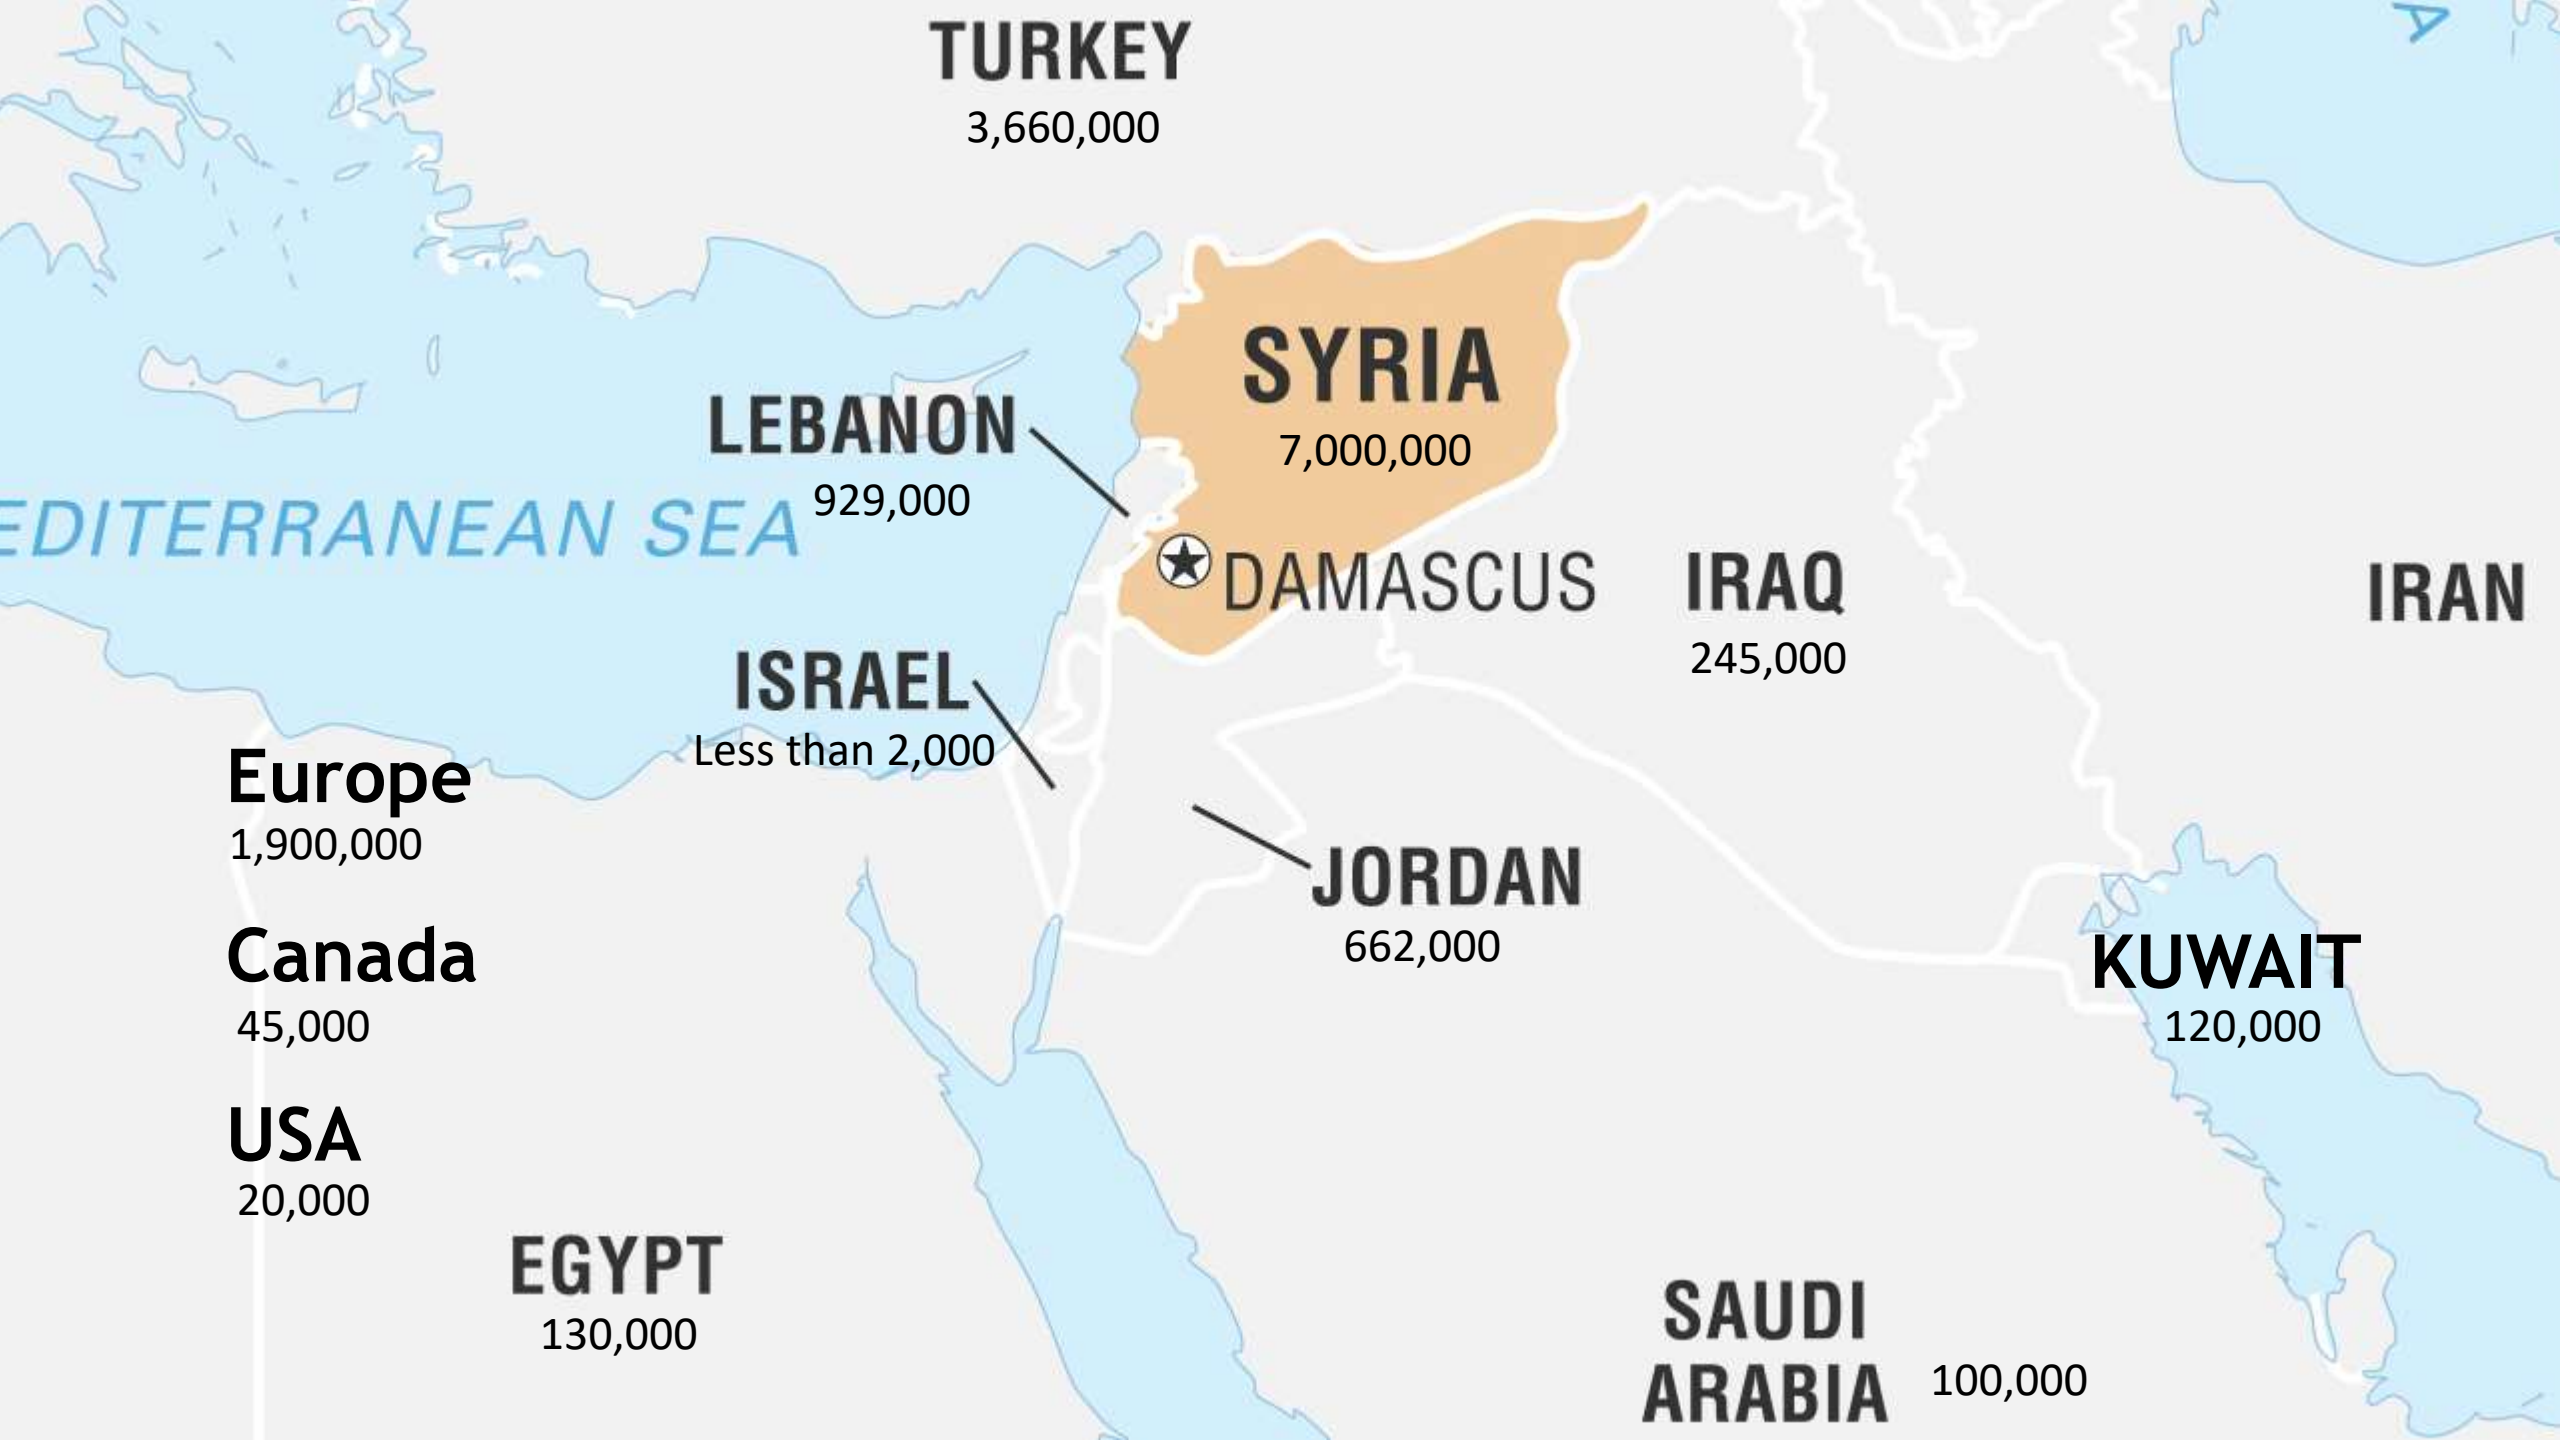 A
TURKEY
3,660,000
SYRIA
7,000,000
LEBANON
929,000
EDITERRANEAN SEA
DAMASCUS
IRAQ
245,000
IRAN
ISRAEL
Less than 2,000
Europe
1,900,000
JORDAN
662,000
Canada
45,000
KUWAIT
120,000
USA
20,000
EGYPT
130,000
SAUDI
ARABIA
100,000